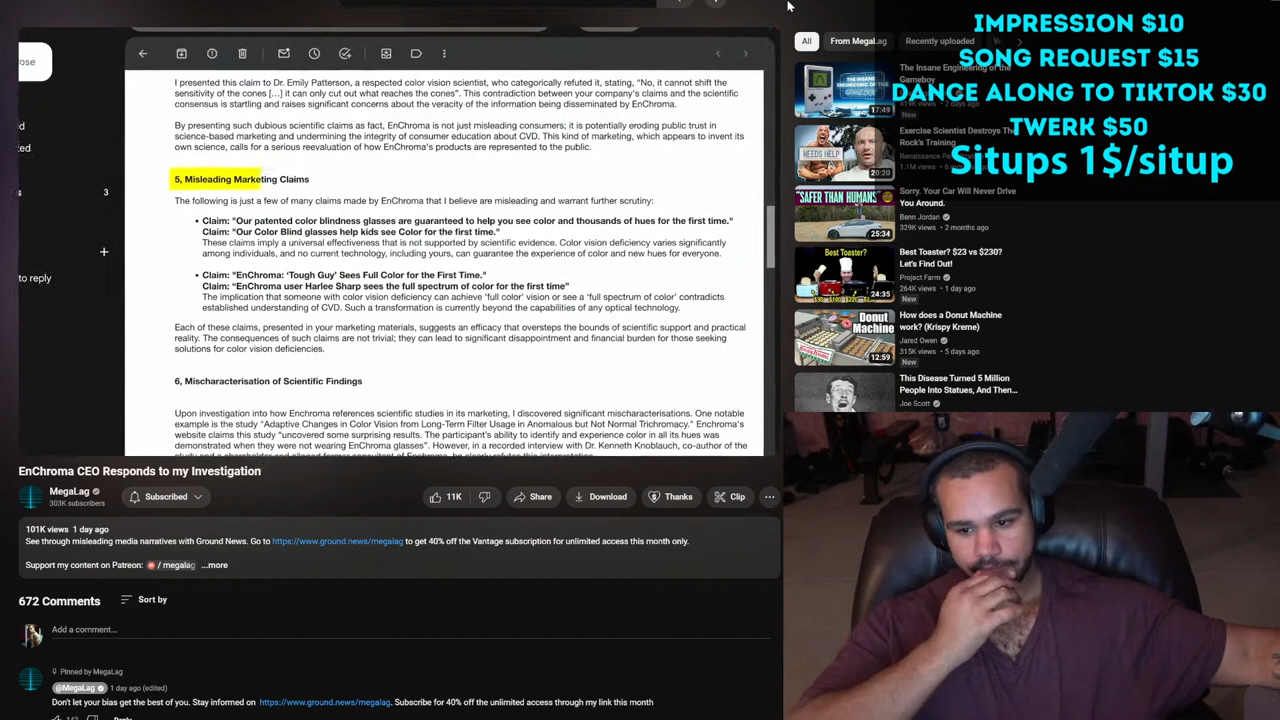 ose
ed
s
3
to reply
I presented this claim to Dr Emily Patterson, a respected color vision scientist, who categorically refuted it, stating, "No, it cannot shift the
sensitivity of the cones [...] it can only cut out what reaches the cones". This contradiction between your company's claims and the scientific
consensus is startling and raises significant concerns about the veracity of the information being disseminated by EnChroma.
By presenting such dubious scientific claims as fact, EnChroma is not just misleading consumers; it is potentially eroding public trust in
science-based marketing and undermining the integrity of consumer education about CVD. This kind of marketing, which appears to invent its
own science, calls for a serious reevaluation of how EnChroma's products are represented to the public.
5, Misleading Marketing Claims
The following is just a few of many claims made by EnChroma that I believe are misleading and warrant further scrutiny:
• Claim: "Our patented color blindness glasses are guaranteed to help you see color and thousands of hues for the first time."
Claim: "Our Color Blind glasses help kids see Color for the first time."
These claims imply a universal effectiveness that is not supported by scientific evidence. Color vision deficiency varies significantly
among individuals, and no current technology, including yours, can guarantee the experience of color and new hues for everyone.
• Claim: "EnChroma: 'Tough Guy' Sees Full Color for the First Time."
Claim: "EnChroma user Harlee Sharp sees the full spectrum of color for the first time"
The implication that someone with color vision deficiency can achieve 'full color' vision or see a 'full spectrum of color' contradicts
established understanding of CVD. Such a transformation is currently beyond the capabilities of any optical technology.
Each of these claims, presented in your marketing materials, suggests an efficacy that oversteps the bounds of scientific support and practical
reality. The consequences of such claims are not trivial; they can lead to significant disappointment and financial burden for those seeking
solutions for color vision deficiencies.
6, Mischaracterisation of Scientific Findings
Upon investigation into how Enchroma references scientific studies in its marketing, I discovered significant mischaracterisations. One notable
example is the study "Adaptive Changes in Color Vision from Long-Term Filter Usage in Anomalous but Not Normal Trichromacy." Enchroma's
website claims this study "uncovered some surprising results. The participant's ability to identify and experience color in all its hues was
demonstrated when they were not wearing EnChroma glasses". However, in a recorded interview with Dr. Kenneth Knoblauch, co-author of the
EnChroma CEO Responds to my Investigation
MegaLag
303K subscribers
Subscribed
11K
Share
Download
Thanks
Clip
101K views 1 day ago
See through misleading media narratives with Ground News. Go to https://www.ground.news/megalag to get 40% off the Vantage subscription for unlimited access this month only.
Support my content on Patreon: / megalag ...more
672 Comments
Sort by
Add a comment...
Pinned by MegaLag
@MegaLag 1 day ago (edited)
Don't let your bias get the best of you. Stay informed on https://www.ground.news/megalag. Subscribe for 40% off the unlimited access through my link this month
142
Reply
All
From MegaLag
Recently uploaded
W
The Insane Engineering of the
Gameboy
2 days ago
17:49
Exercise Scientist Destroys The
Rock's Training
Renaissance
1.1M
NEEDS HELP
20:20
Sorry. Your Car Will Never Drive
You Around.
Benn Jordan
329K views • 2 months ago
"SAFER THAN HUMANS"
25:34
Best Toaster? $23 vs $230?
Let's Find Out!
Project Farm
264K views • 1 day ago
New
Best Toaster?
24:35
How does a Donut Machine
work? (Krispy Kreme)
Jared Owen
315K views • 5 days ago
New
Donut
Machine
12:59
This Disease Turned 5 Million
People Into Statues, And Then...
Joe Scott
IMPRESSION $10
SONG REQUEST $15
DANCE ALONG TO TIKTOK $30
TWERK $50
Situps 1$/situp